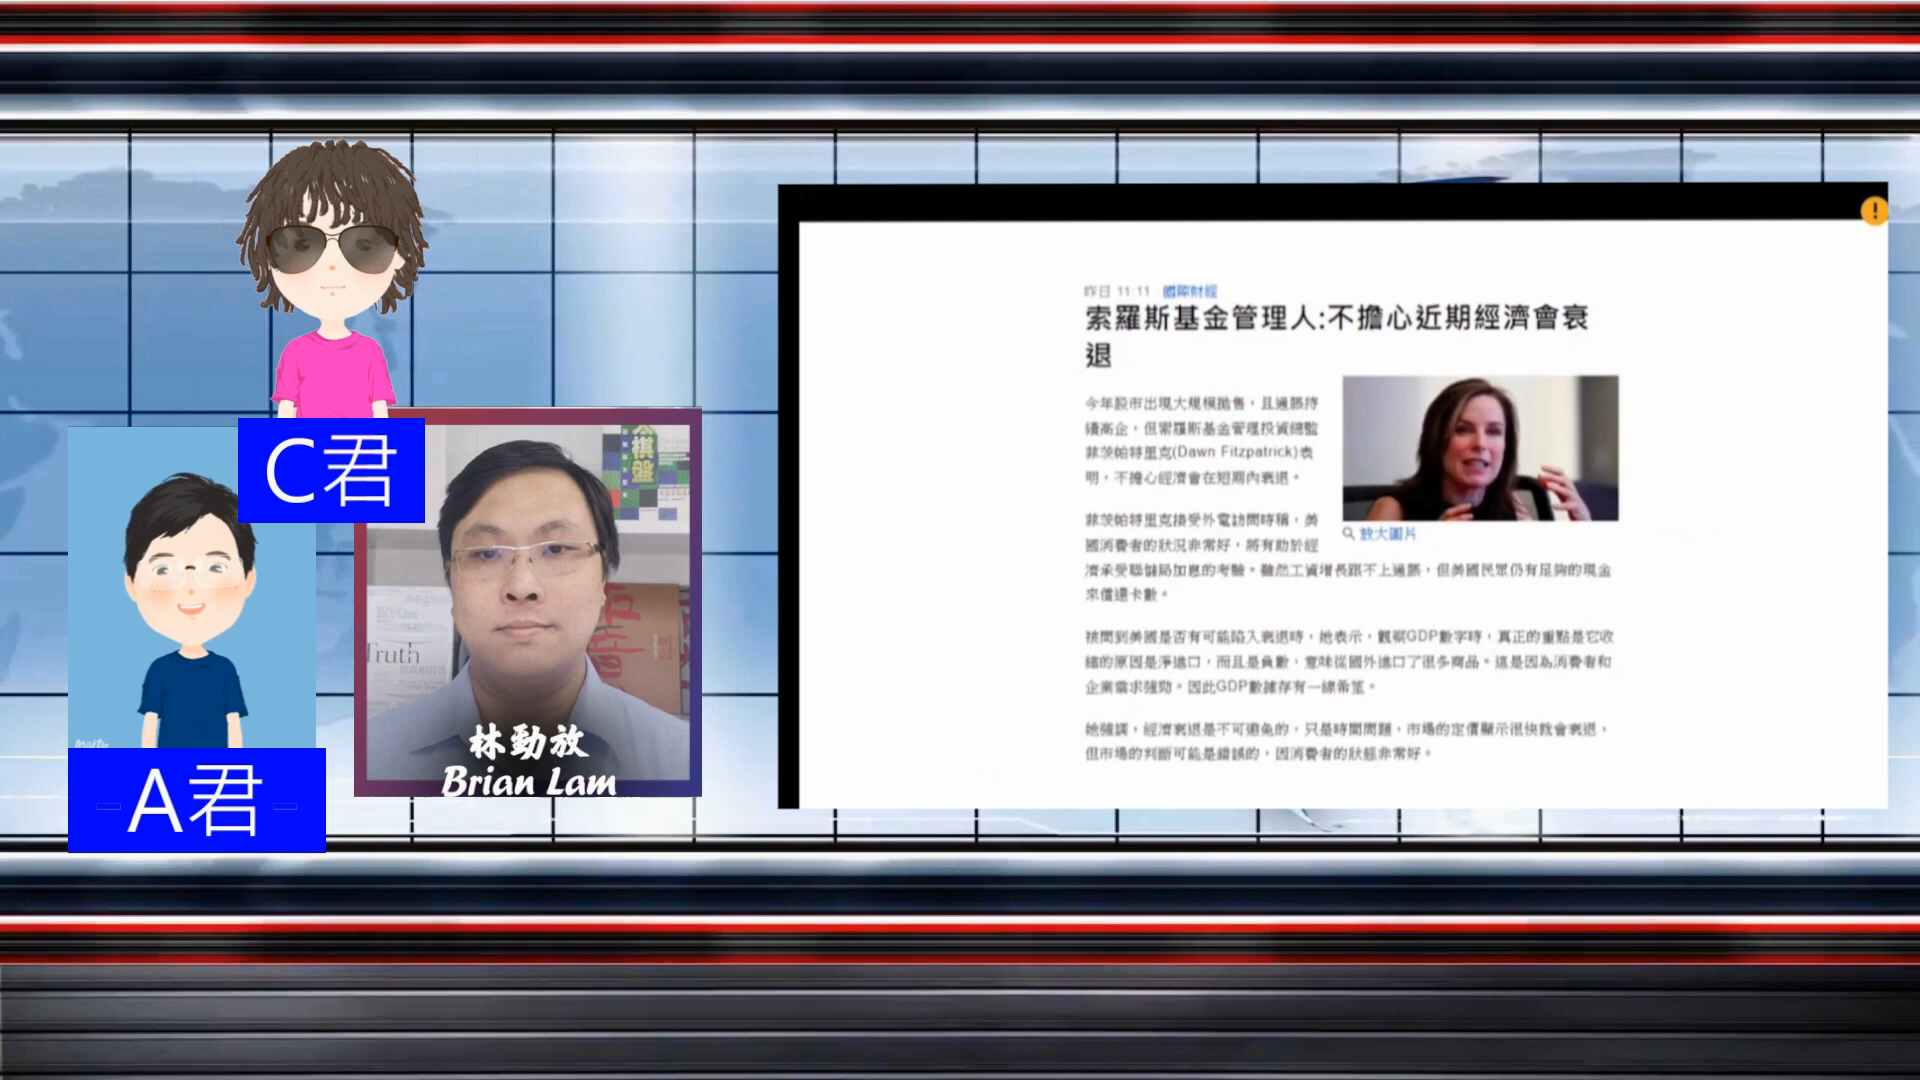 C君
A君
Truth
林勁放
Brian Lam
昨日 11:11 國際財經
索羅斯基金管理人:不擔心近期經濟會衰
退
今年股市出現大規模拋售，且通脹持
續高企，但索羅斯基金管理投資總監
菲茨帕特里克(Dawn Fitzpatrick)表
明，不擔心經濟會在短期內衰退。
放大圖片
菲茨帕特里克接受外電訪問時稱，美
國消費者的狀況非常好，將有助於經
濟承受聯儲局加息的考驗。雖然工資增長跟不上通脹，但美國民眾仍有足夠的現金
來償還卡數。
被問到美國是否有可能陷入衰退時，她表示，觀察GDP數字時，真正的重點是它收
縮的原因是淨進口，而且是負數，意味從國外進口了很多商品。這是因為消費者和
企業需求強勁。因此GDP數據存有一線希望。
她強調，經濟衰退是不可避免的，只是時間問題，市場的定價顯示很快就會衰退，
但市場的判斷可能是錯誤的，因消費者的狀態非常好。